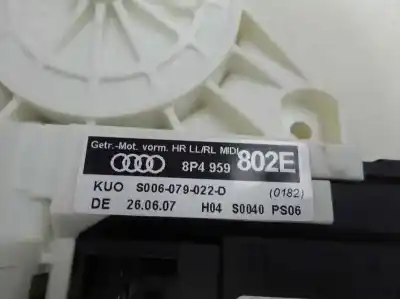 Getr.-Mot. vorm. HR LL/RL MIDL
8P4 959 802E
KUO S006-079-022-D (0182)
DE 26.06.07 H04 S0040 PS06